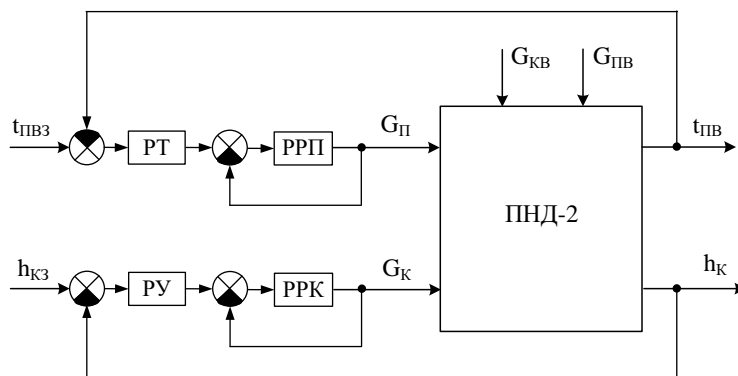 G_КВ G_ПВ
t_ПВЗ РТ РРП G_П t_ПВ
ПНД-2
h_КЗ РУ РРК G_К h_К